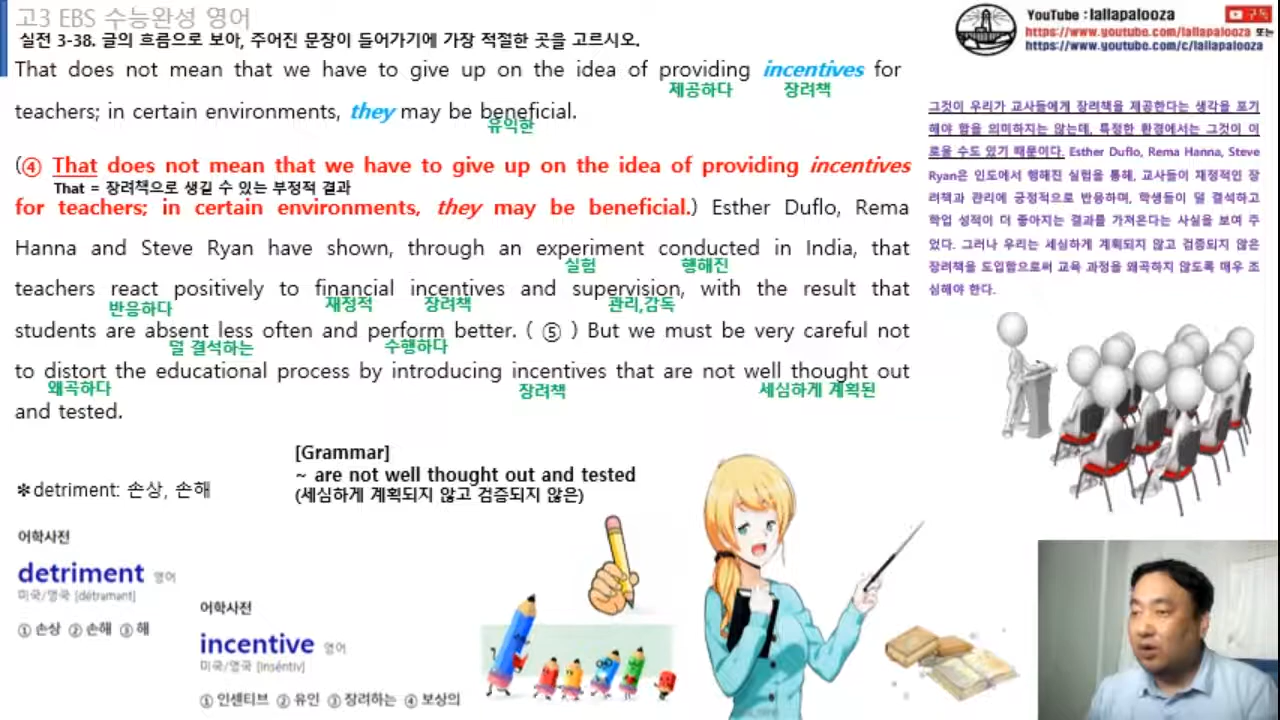 고3 EBS 수능완성 영어
실전 3-38. 글의 흐름으로 보아, 주어진 문장이 들어가기에 가장 적절한 곳을 고르시오.
YouTube : lallapalooza
구독
https://www.youtube.com/lallapalooza 또는
https://www.youtube.com/c/lallapalooza
That does not mean that we have to give up on the idea of providing incentives for
제공하다 장려책
teachers; in certain environments, they may be beneficial.
유익한
(④ That does not mean that we have to give up on the idea of providing incentives
That = 장려책으로 생길 수 있는 부정적 결과
for teachers; in certain environments, they may be beneficial.) Esther Duflo, Rema
Hanna and Steve Ryan have shown, through an experiment conducted in India, that
실험 행해진
teachers react positively to financial incentives and supervision, with the result that
반응하다 재정적 장려책 관리,감독
students are absent less often and perform better. ( ⑤ ) But we must be very careful not
덜 결석하는 수행하다
to distort the educational process by introducing incentives that are not well thought out
왜곡하다 장려책 세심하게 계획된
and tested.
그것이 우리가 교사들에게 장려책을 제공한다는 생각을 포기
해야 함을 의미하지는 않는데, 특정한 환경에서는 그것이 이
로울 수도 있기 때문이다. Esther Duflo, Rema Hanna, Steve
Ryan은 인도에서 행해진 실험을 통해, 교사들이 재정적인 장
려책과 관리에 긍정적으로 반응하며, 학생들이 덜 결석하고
학업 성적이 더 좋아지는 결과를 가져온다는 사실을 보여 주
었다. 그러나 우리는 세심하게 계획되지 않고 검증되지 않은
장려책을 도입함으로써 교육 과정을 왜곡하지 않도록 매우 조
심해야 한다.
[Grammar]
~ are not well thought out and tested
(세심하게 계획되지 않고 검증되지 않은)
*detriment: 손상, 손해
어학사전
detriment 영어
미국/영국 [détrəmənt]
① 손상 ② 손해 ③ 해
어학사전
incentive 영어
미국/영국 [inséntiv]
① 인센티브 ② 유인 ③ 장려하는 ④ 보상의